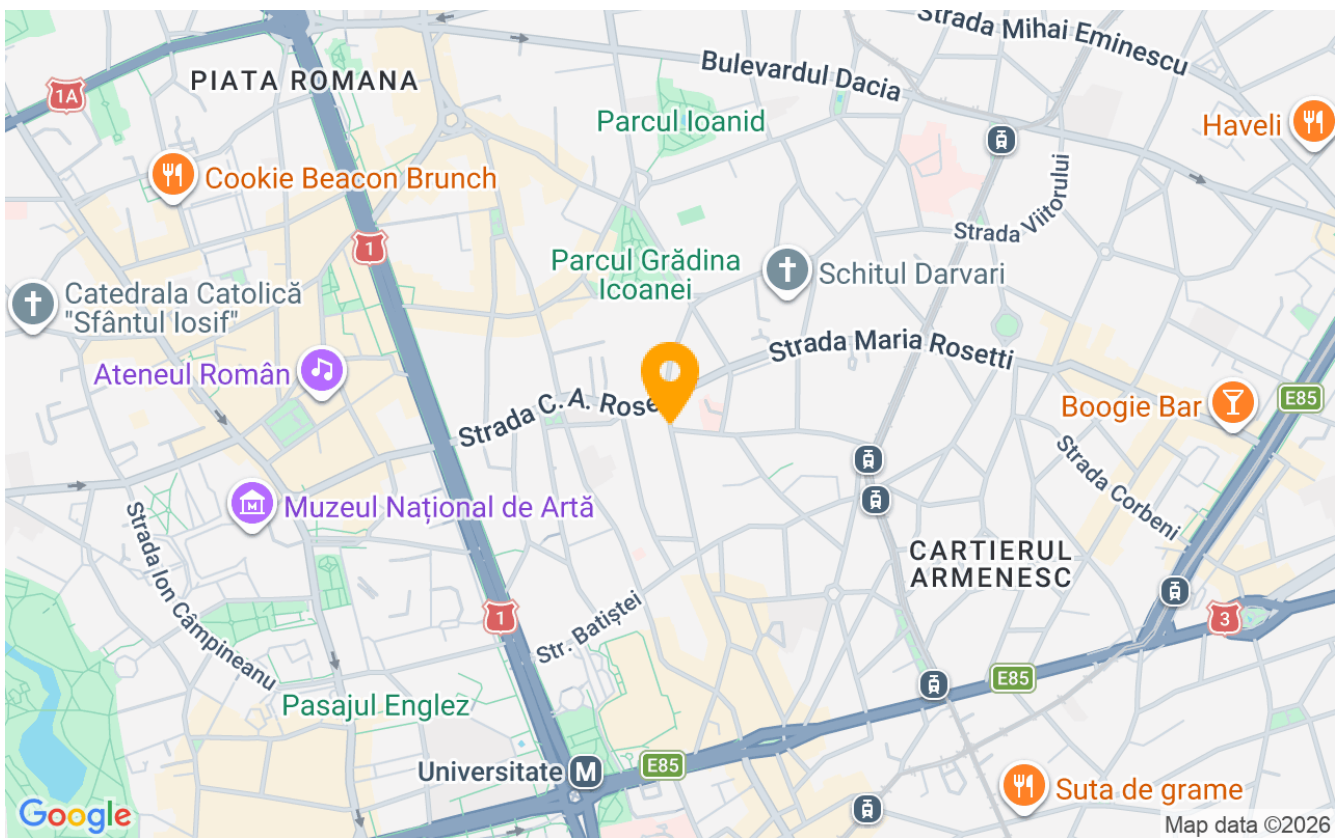 Strada Mihai Eminescu
Bulevardul Dacia
PIATA ROMANA
1A
Parcul Ioanid
Haveli
Cookie Beacon Brunch
Strada Viitorului
1
Parcul Grădina
Icoanei
Schitul Darvari
Catedrala Catolică
"Sfântul Iosif"
Strada Maria Rosetti
Ateneul Român
Strada C. A. Rose
Boogie Bar
E85
Strada Corbeni
Muzeul Național de Artă
Strada Ion Câmpineanu
CARTIERUL
ARMENESC
1
Str. Batiștei
3
E85
Pasajul Englez
Universitate M
E85
Suta de grame
Google
Map data ©2026